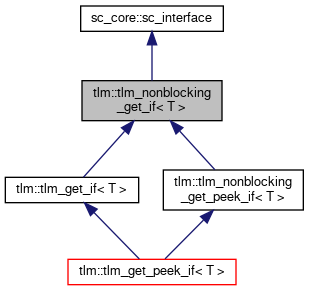 sc_core::sc_interface
tlm::tlm_nonblocking
_get_if< T >
tlm::tlm_get_if< T >
tlm::tlm_nonblocking
_get_peek_if< T >
tlm::tlm_get_peek_if< T >